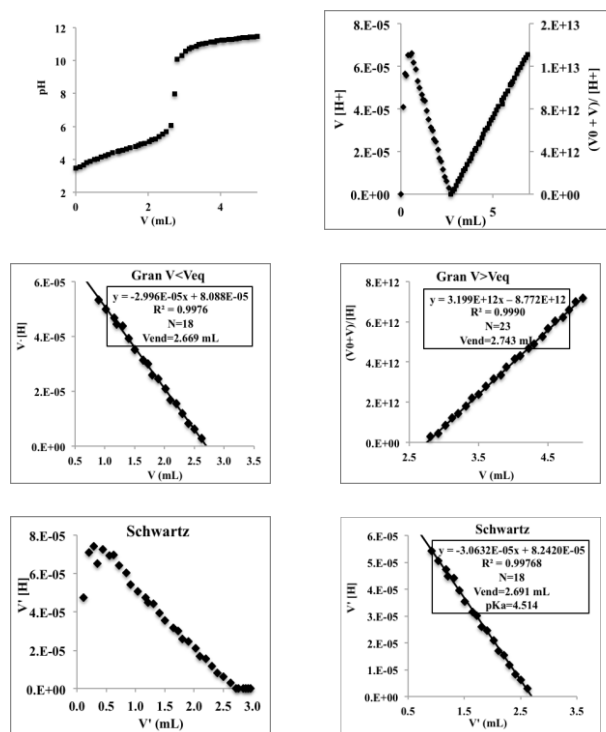 12
10
8
6
4
2
pH
0
2
4
V (mL)
8.E-05
6.E-05
4.E-05
2.E-05
0.E+00
V [H+]
0
5
V (mL)
2.E+13
1.E+13
8.E+12
4.E+12
0.E+00
(V0 + V)/ [H+)
Gran V<Veq
y = -2.996E-05x + 8.088E-05
R² = 0.9976
N=18
Vend=2.669 mL
6.E-05
4.E-05
2.E-05
0.E+00
V·[H]
0.5
1.0
1.5
2.0
2.5
3.0
3.5
V (mL)
Gran V>Veq
y = 3.199E+12x – 8.772E+12
R² = 0.9990
N=23
Vend=2.743 mL
8.E+12
6.E+12
4.E+12
2.E+12
0.E+00
(V0+V)/[H]
2.5
3.5
4.5
V (mL)
Schwartz
8.E-05
6.E-05
4.E-05
2.E-05
0.E+00
V' [H]
0.0
0.5
1.0
1.5
2.0
2.5
3.0
V' (mL)
Schwartz
y = -3.0632E-05x + 8.2420E-05
R² = 0.99768
N=18
Vend=2.691 mL
pKa=4.514
6.E-05
5.E-05
4.E-05
3.E-05
2.E-05
1.E-05
0.E+00
V' [H]
0.5
1.5
2.5
3.5
V' (mL)